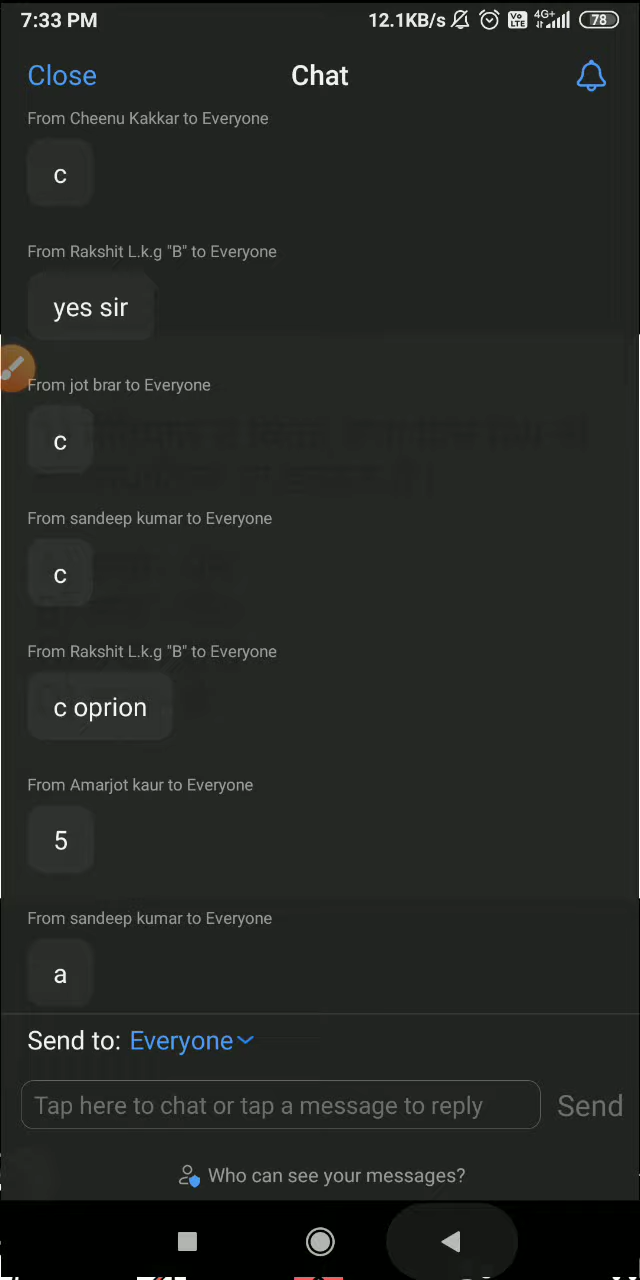 7:33 PM
12.1KB/s
Vo LTE
4G+
78
Close
Chat
From Cheenu Kakkar to Everyone
c
From Rakshit L.k.g "B" to Everyone
yes sir
From jot brar to Everyone
c
From sandeep kumar to Everyone
c
From Rakshit L.k.g "B" to Everyone
c oprion
From Amarjot kaur to Everyone
5
From sandeep kumar to Everyone
a
Send to: Everyone
Tap here to chat or tap a message to reply
Send
Who can see your messages?